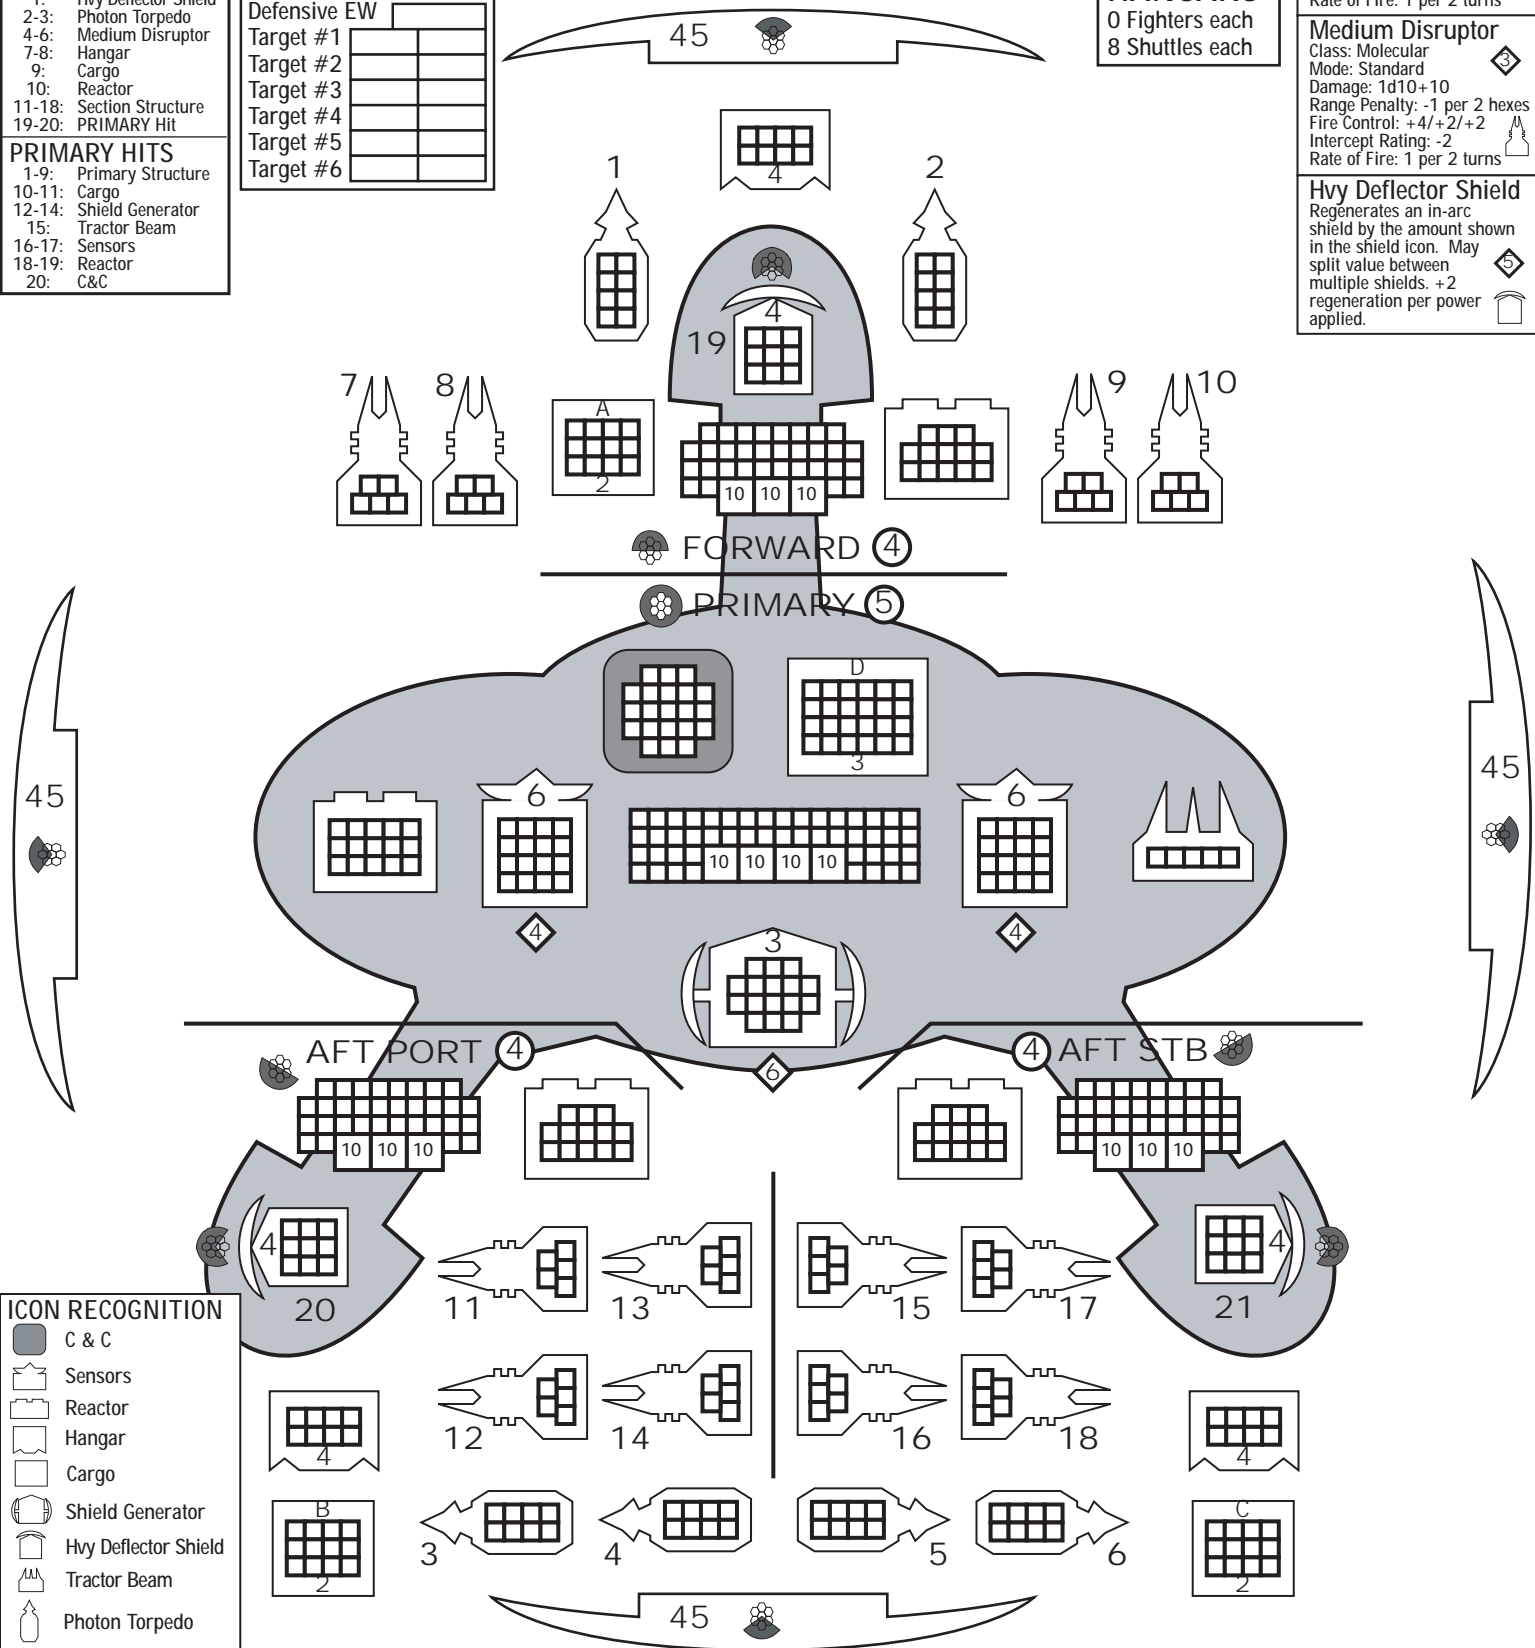 1: Hvy Deflector Shield
2-3: Photon Torpedo
4-6: Medium Disruptor
7-8: Hangar
9: Cargo
10: Reactor
11-18: Section Structure
19-20: PRIMARY Hit
PRIMARY HITS
1-9: Primary Structure
10-11: Cargo
12-14: Shield Generator
15: Tractor Beam
16-17: Sensors
18-19: Reactor
20: C&C
Defensive EW
Target #1
Target #2
Target #3
Target #4
Target #5
Target #6
45
HANGARS
0 Fighters each
8 Shuttles each
Rate of Fire: 1 per 2 turns
Medium Disruptor
Class: Molecular
3
Mode: Standard
Damage: 1d10+10
Range Penalty: -1 per 2 hexes
Fire Control: +4/+2/+2
Intercept Rating: -2
Rate of Fire: 1 per 2 turns
Hvy Deflector Shield
Regenerates an in-arc
shield by the amount shown
in the shield icon. May
split value between
5
multiple shields. +2
regeneration per power
applied.
4
1
2
4
19
7
8
9
10
A
2
10 10 10
FORWARD 4
PRIMARY 5
D
3
45
45
6
6
10 10 10 10
4
4
3
6
AFT PORT 4
4 AFT STB
10 10 10
10 10 10
4
20
4
21
11
13
15
17
12
14
16
18
4
4
B
2
C
2
3
4
5
6
45
ICON RECOGNITION
C & C
Sensors
Reactor
Hangar
Cargo
Shield Generator
Hvy Deflector Shield
Tractor Beam
Photon Torpedo